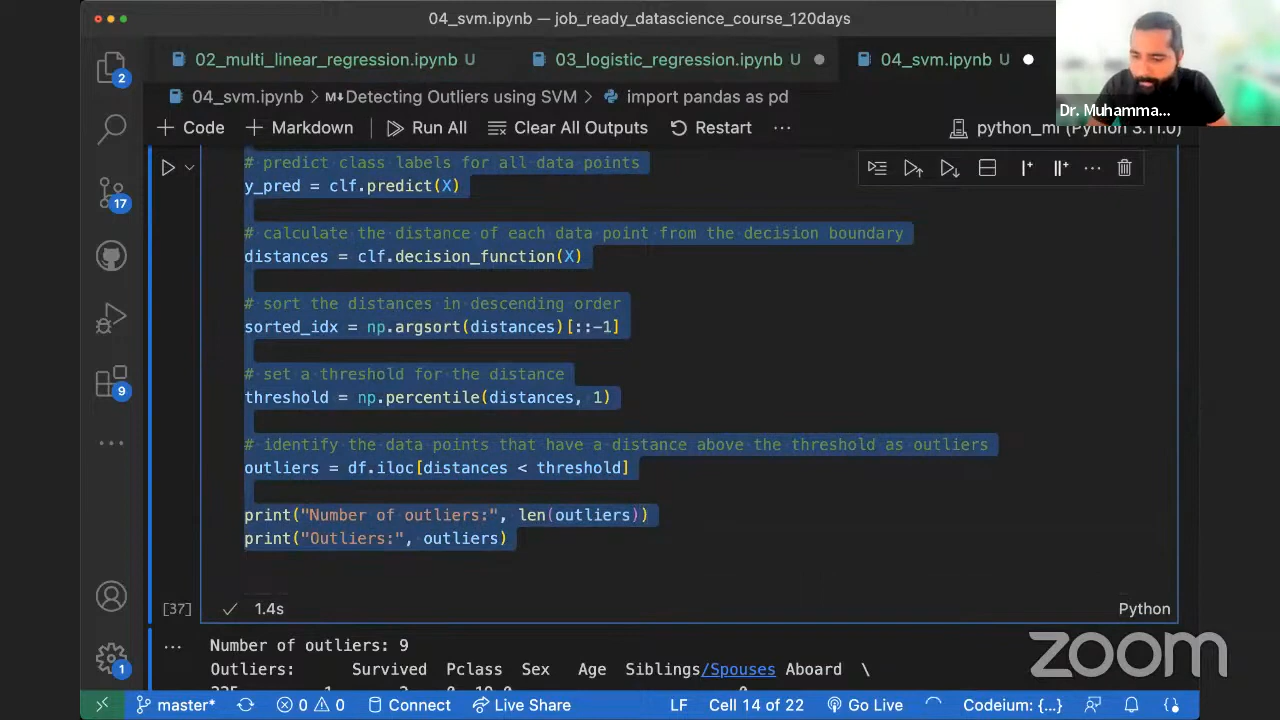 04_svm.ipynb — job_ready_datascience_course_120days
02_multi_linear_regression.ipynb U
03_logistic_regression.ipynb U
04_svm.ipynb U
04_svm.ipynb > M↓Detecting Outliers using SVM > import pandas as pd
+ Code + Markdown | Run All Clear All Outputs Restart ...
python_ml (Python 3.11.0)
Dr. Muhamma...
# predict class labels for all data points
y_pred = clf.predict(X)
# calculate the distance of each data point from the decision boundary
distances = clf.decision_function(X)
# sort the distances in descending order
sorted_idx = np.argsort(distances)[::-1]
# set a threshold for the distance
threshold = np.percentile(distances, 1)
# identify the data points that have a distance above the threshold as outliers
outliers = df.iloc[distances < threshold]
print("Number of outliers:", len(outliers))
print("Outliers:", outliers)
[37] ✓ 1.4s Python
Number of outliers: 9
Outliers: Survived Pclass Sex Age Siblings/Spouses Aboard \
2
17
9
1
zoom
master* 0 0 Connect Live Share LF Cell 14 of 22 Go Live Codeium: {...}